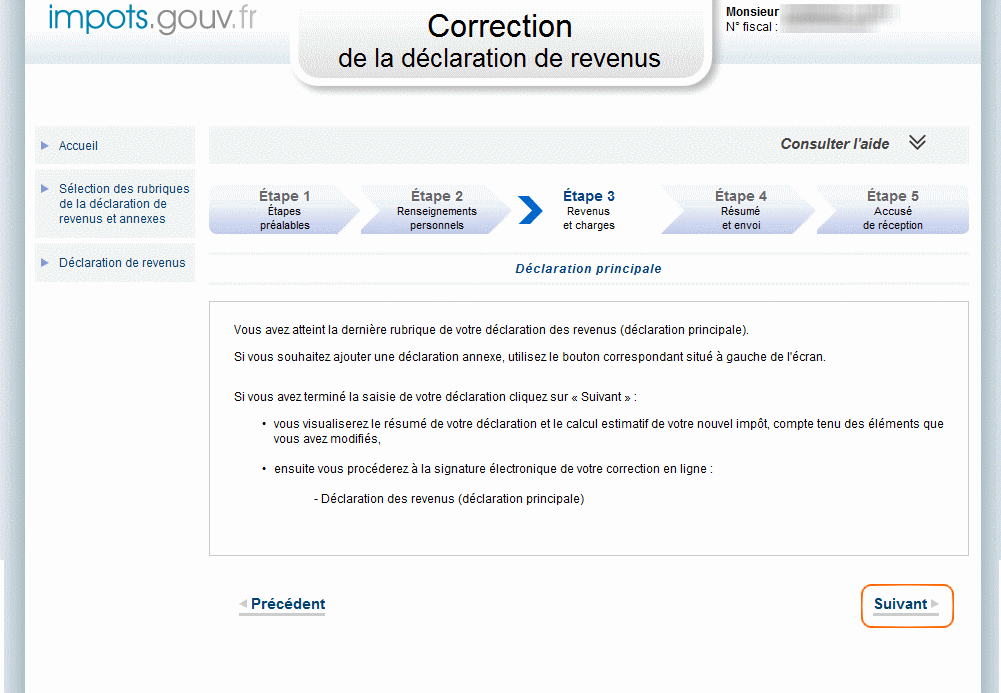 impots.gouv.fr
Correction
de la déclaration de revenus
Monsieur
N° fiscal :
Accueil
Sélection des rubriques
de la déclaration de
revenus et annexes
Déclaration de revenus
Consulter l'aide
Étape 1
Étapes
préalables
Étape 2
Renseignements
personnels
Étape 3
Revenus
et charges
Étape 4
Résumé
et envoi
Étape 5
Accusé
de réception
Déclaration principale
Vous avez atteint la dernière rubrique de votre déclaration des revenus (déclaration principale).
Si vous souhaitez ajouter une déclaration annexe, utilisez le bouton correspondant situé à gauche de l'écran.
Si vous avez terminé la saisie de votre déclaration cliquez sur « Suivant » :
• vous visualiserez le résumé de votre déclaration et le calcul estimatif de votre nouvel impôt, compte tenu des éléments que
vous avez modifiés,
• ensuite vous procéderez à la signature électronique de votre correction en ligne :
- Déclaration des revenus (déclaration principale)
Précédent
Suivant